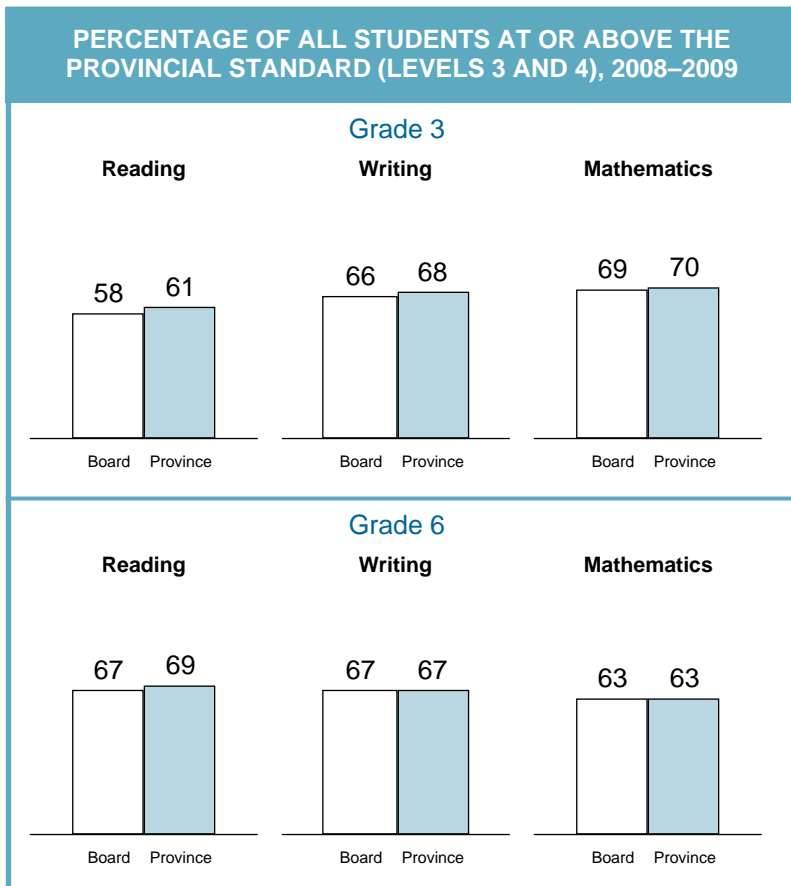 PERCENTAGE OF ALL STUDENTS AT OR ABOVE THE
PROVINCIAL STANDARD (LEVELS 3 AND 4), 2008–2009
Grade 3
Reading Writing Mathematics
58 61 66 68 69 70
Board Province Board Province Board Province
Grade 6
Reading Writing Mathematics
67 69 67 67 63 63
Board Province Board Province Board Province